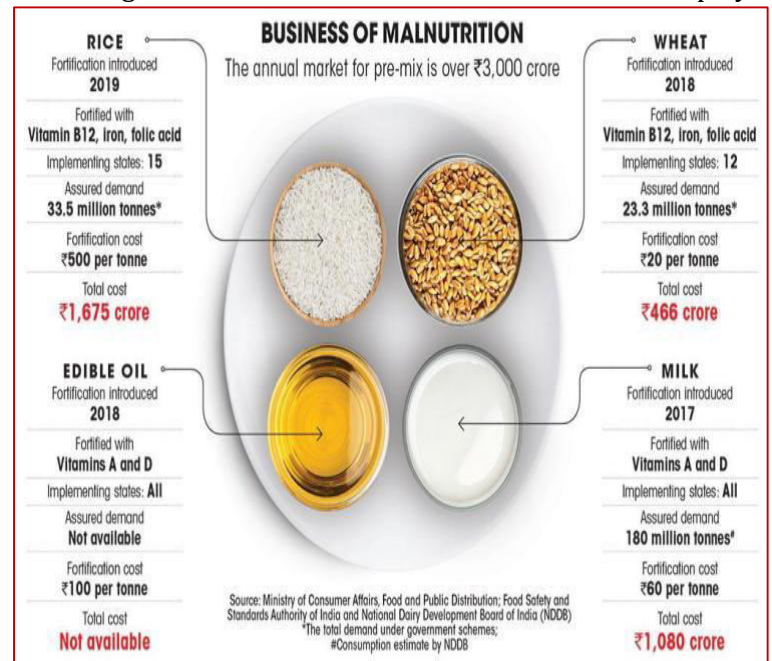 BUSINESS OF MALNUTRITION
The annual market for pre-mix is over ₹3,000 crore
RICE
Fortification introduced
2019
Fortified with
Vitamin B12, iron, folic acid
Implementing states: 15
Assured demand
33.5 million tonnes*
Fortification cost
₹500 per tonne
Total cost
₹1,675 crore
WHEAT
Fortification introduced
2018
Fortified with
Vitamin B12, iron, folic acid
Implementing states: 12
Assured demand
23.3 million tonnes*
Fortification cost
₹20 per tonne
Total cost
₹466 crore
EDIBLE OIL
Fortification introduced
2018
Fortified with
Vitamins A and D
Implementing states: All
Assured demand
Not available
Fortification cost
₹100 per tonne
Total cost
Not available
MILK
Fortification introduced
2017
Fortified with
Vitamins A and D
Implementing states: All
Assured demand
180 million tonnes#
Fortification cost
₹60 per tonne
Total cost
₹1,080 crore
Source: Ministry of Consumer Affairs, Food and Public Distribution; Food Safety and
Standards Authority of India and National Dairy Development Board of India (NDDB)
*The total demand under government schemes;
#Consumption estimate by NDDB